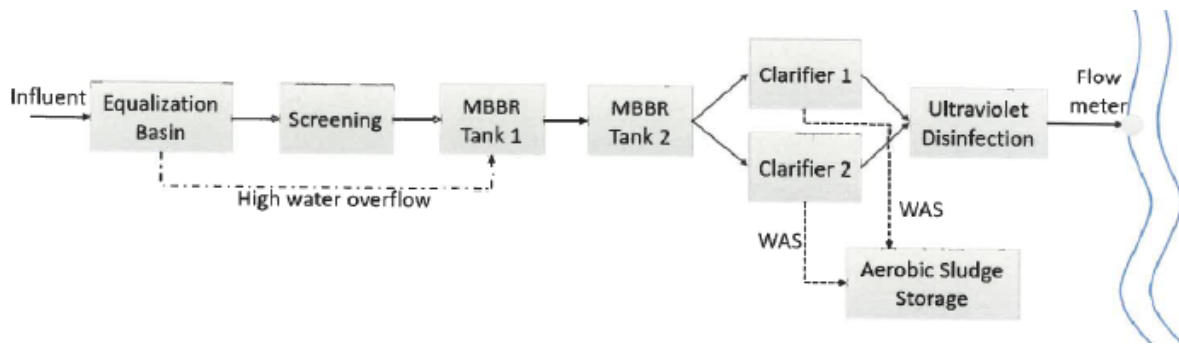 Influent
Equalization
Basin
Screening
MBBR
Tank 1
MBBR
Tank 2
Clarifier 1
Clarifier 2
Ultraviolet
Disinfection
Flow
meter
High water overflow
WAS
WAS
Aerobic Sludge
Storage